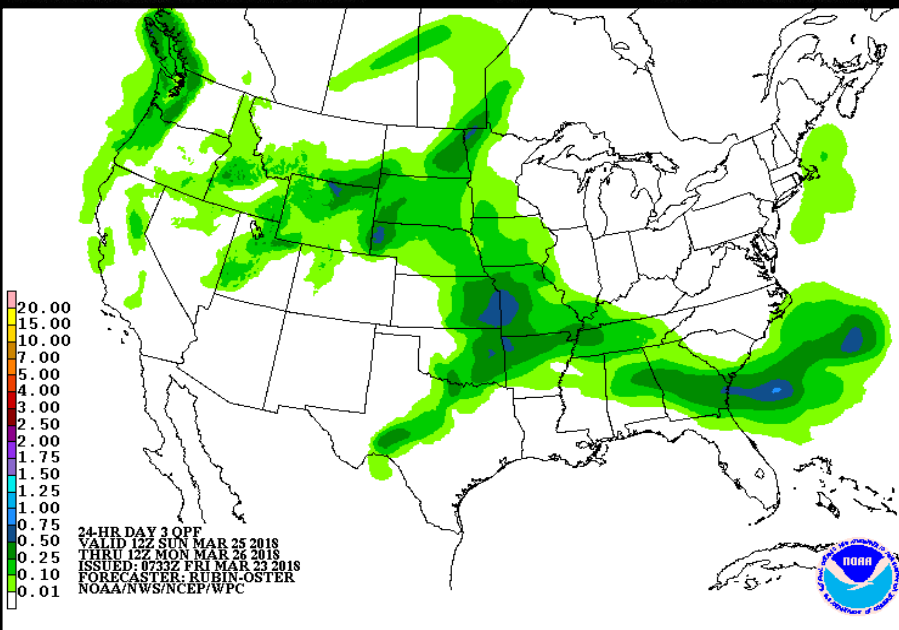 20.00
15.00
10.00
7.00
5.00
4.00
3.00
2.50
2.00
1.75
1.50
1.25
1.00
0.75
0.50
0.25
0.10
0.01
24-HR DAY 3 QPF
VALID 12Z SUN MAR 25 2018
THRU 12Z MON MAR 26 2018
ISSUED: 0733Z FRI MAR 23 2018
FORECASTER: RUBIN-OSTER
NOAA/NWS/NCEP/WPC
NOAA